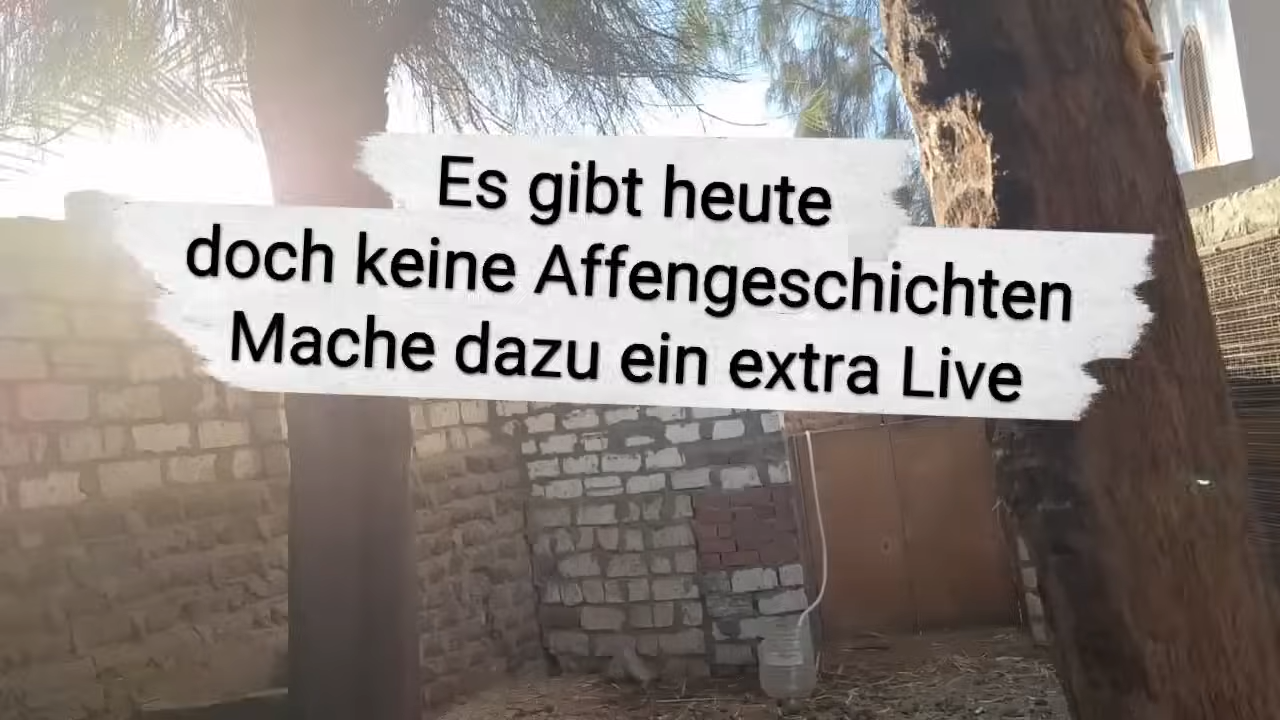 Es gibt heute
doch keine Affengeschichten
Mache dazu ein extra Live